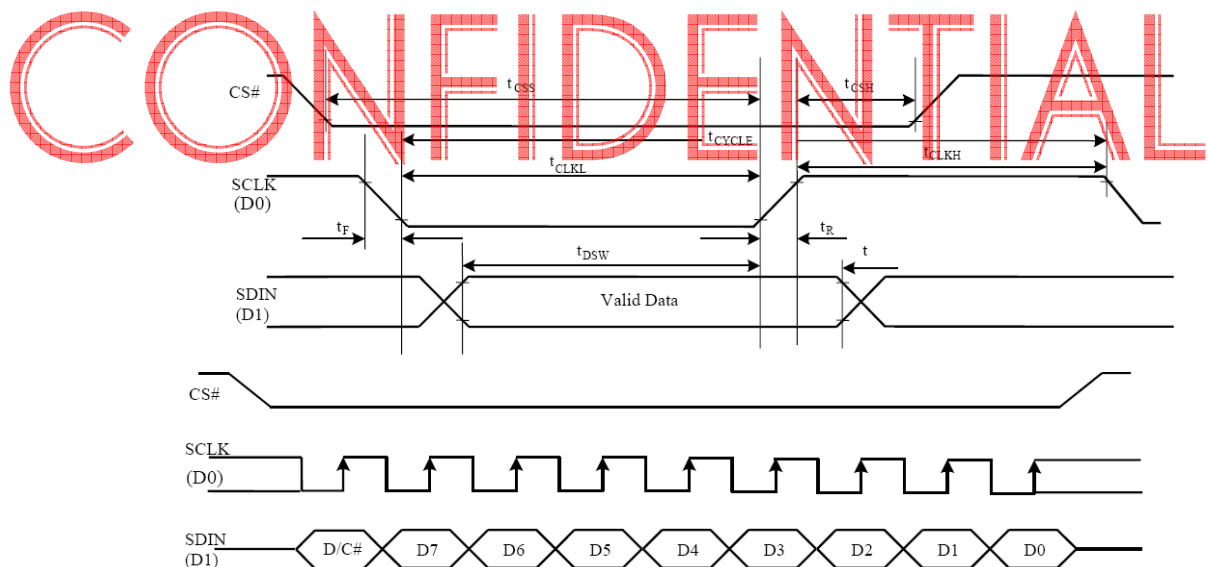 CONFIDENTIAL
CS#
tCSS
tCSH
tCYCLE
tCLKL
tCLKH
SCLK
(D0)
tF
tR
tDSW
t
SDIN
(D1)
Valid Data
CS#
SCLK
(D0)
SDIN
(D1)
D/C# D7 D6 D5 D4 D3 D2 D1 D0